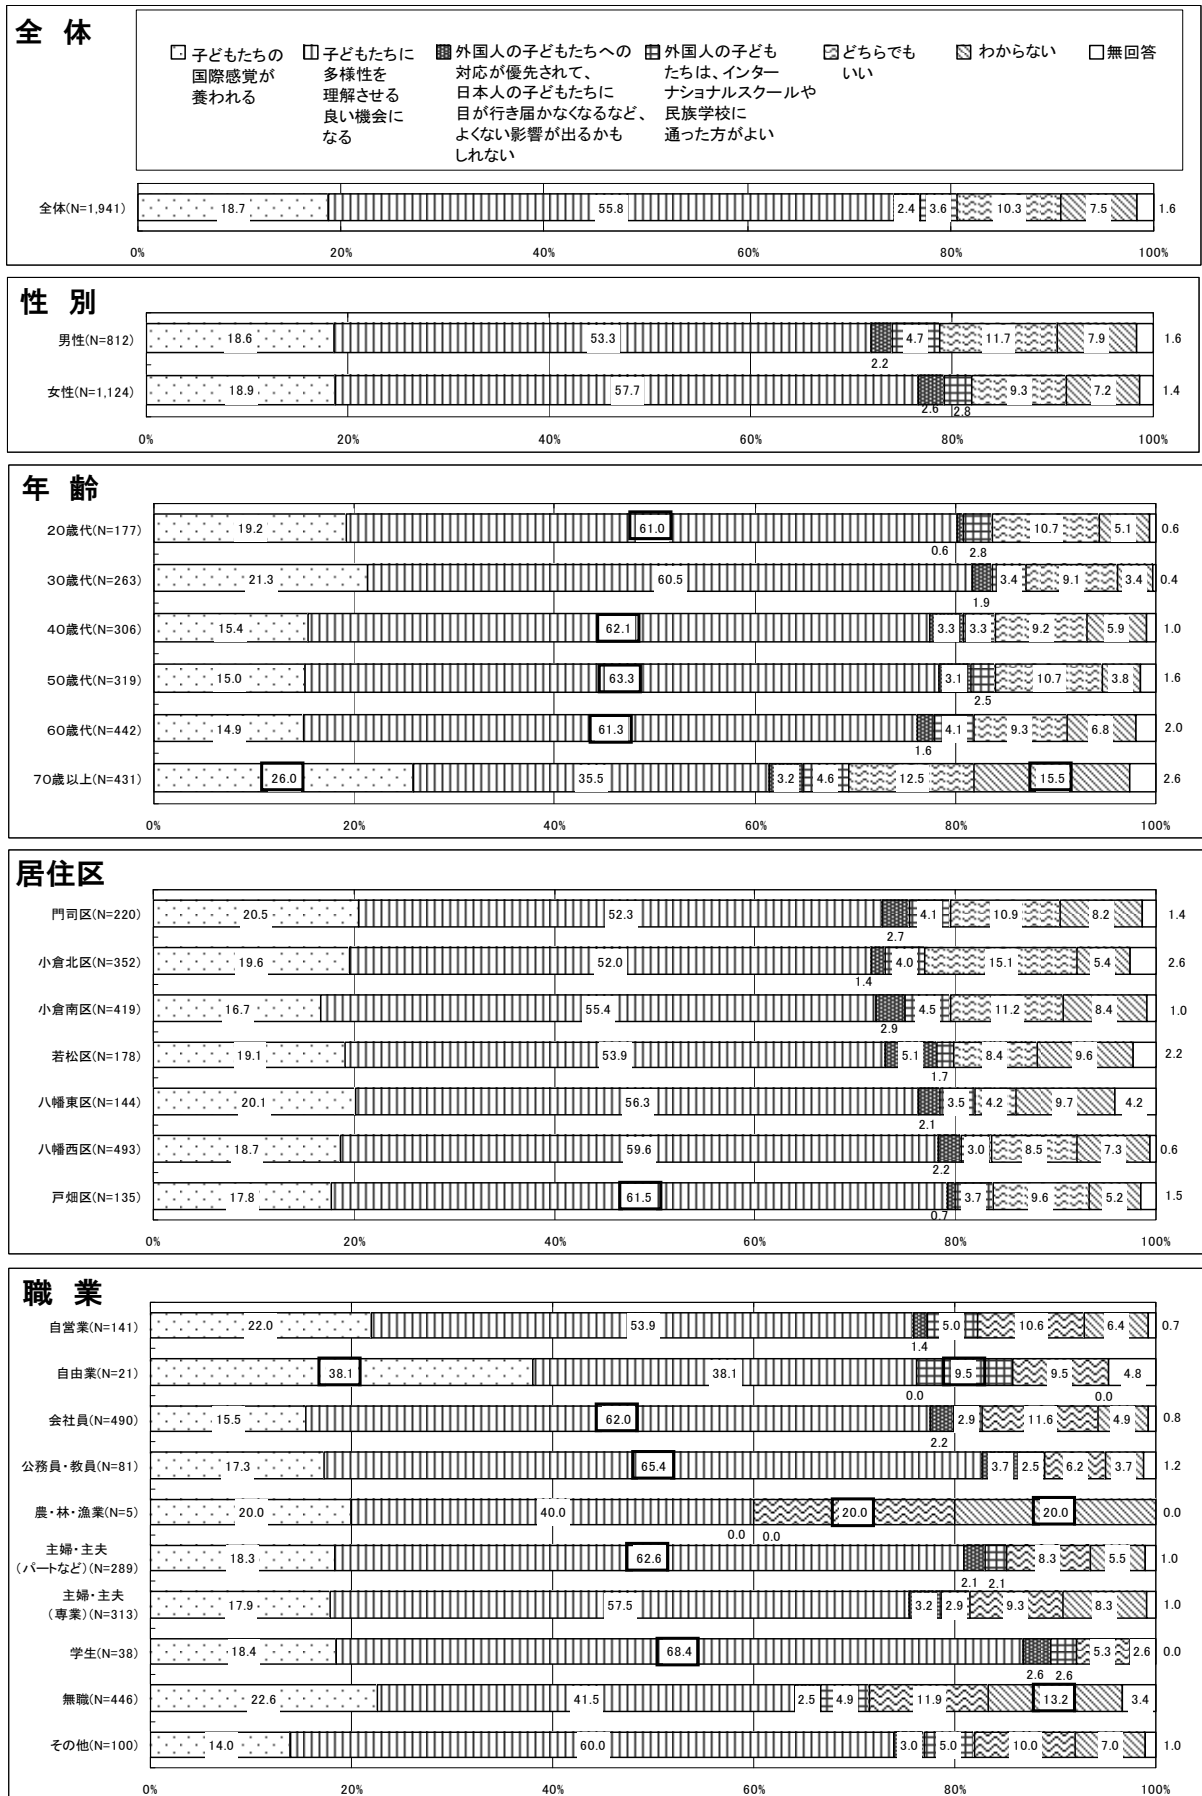 全 体
子どもたちの
国際感覚が
養われる
子どもたちに
多様性を
理解させる
良い機会に
なる
外国人の子どもたちへの
対応が優先されて、
日本人の子どもたちに
目が行き届かなくなるなど、
よくない影響が出るかも
しれない
外国人の子ども
たちは、インター
ナショナルスクールや
民族学校に
通った方がよい
どちらでも
いい
わからない
無回答
全体(N=1,941) 18.7 55.8 2.4 3.6 10.3 7.5 1.6
0% 20% 40% 60% 80% 100%
性 別
男性(N=812) 18.6 53.3 4.7 11.7 7.9 1.6
2.2
女性(N=1,124) 18.9 57.7 9.3 7.2 1.4
2.6 2.8
0% 20% 40% 60% 80% 100%
年 齢
20歳代(N=177) 19.2 61.0 10.7 5.1 0.6
0.6 2.8
30歳代(N=263) 21.3 60.5 3.4 9.1 3.4 0.4
1.9
40歳代(N=306) 15.4 62.1 3.3 3.3 9.2 5.9 1.0
50歳代(N=319) 15.0 63.3 3.1 10.7 3.8 1.6
2.5
60歳代(N=442) 14.9 61.3 4.1 9.3 6.8 2.0
1.6
70歳以上(N=431) 26.0 35.5 3.2 4.6 12.5 15.5 2.6
0% 20% 40% 60% 80% 100%
居住区
門司区(N=220) 20.5 52.3 4.1 10.9 8.2 1.4
2.7
小倉北区(N=352) 19.6 52.0 4.0 15.1 5.4 2.6
1.4
小倉南区(N=419) 16.7 55.4 4.5 11.2 8.4 1.0
2.9
若松区(N=178) 19.1 53.9 5.1 8.4 9.6 2.2
1.7
八幡東区(N=144) 20.1 56.3 3.5 4.2 9.7 4.2
2.1
八幡西区(N=493) 18.7 59.6 3.0 8.5 7.3 0.6
2.2
戸畑区(N=135) 17.8 61.5 3.7 9.6 5.2 1.5
0.7
0% 20% 40% 60% 80% 100%
職 業
自営業(N=141) 22.0 53.9 5.0 10.6 6.4 0.7
1.4
自由業(N=21) 38.1 38.1 9.5 9.5 4.8
0.0 0.0
会社員(N=490) 15.5 62.0 2.9 11.6 4.9 0.8
2.2
公務員・教員(N=81) 17.3 65.4 3.7 2.5 6.2 3.7 1.2
農・林・漁業(N=5) 20.0 40.0 20.0 20.0 0.0
0.0 0.0
主婦・主夫
(パートなど)(N=289) 18.3 62.6 8.3 5.5 1.0
2.1 2.1
主婦・主夫
(専業)(N=313) 17.9 57.5 3.2 2.9 9.3 8.3 1.0
学生(N=38) 18.4 68.4 5.3 2.6 0.0
2.6 2.6
無職(N=446) 22.6 41.5 2.5 4.9 11.9 13.2 3.4
その他(N=100) 14.0 60.0 3.0 5.0 10.0 7.0 1.0
0% 20% 40% 60% 80% 100%